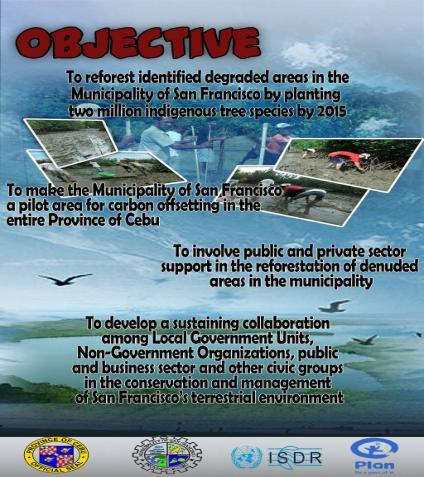 OBJECTIVE
To reforest identified degraded areas in the
Municipality of San Francisco by planting
two million indigenous tree species by 2015
To make the Municipality of San Francisco
a pilot area for carbon offsetting in the
entire Province of Cebu
To involve public and private sector
support in the reforestation of denuded
areas in the municipality
To develop a sustaining collaboration
among Local Government Units,
Non-Government Organizations, public
and business sector and other civic groups
in the conservation and management
of San Francisco's terrestrial environment
PROVINCE OF CEBU
OFFICIAL SEAL
ISDR
Plan
Be a part of it.